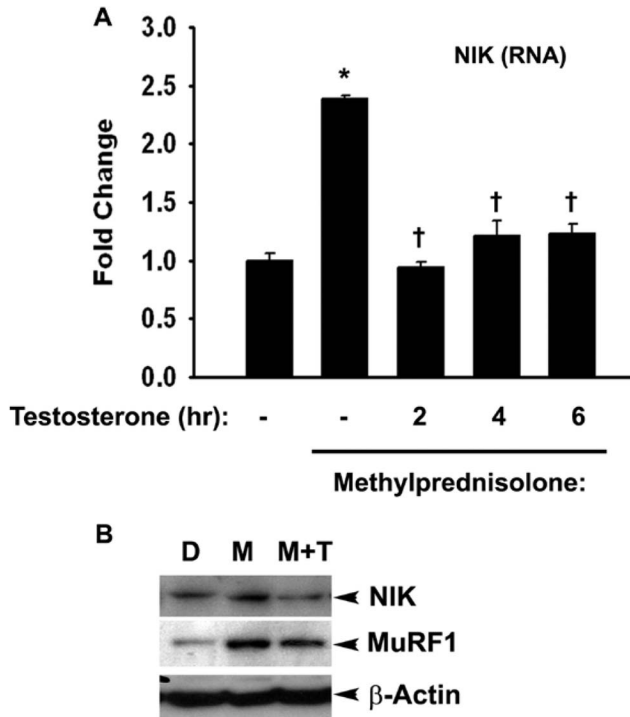 A
3.0
NIK (RNA)
2.5
*
2.0
Fold Change
1.5
† † †
1.0
0.5
0.0
Testosterone (hr): - - 2 4 6
Methylprednisolone:
B
D M M+T
NIK
MuRF1
β-Actin